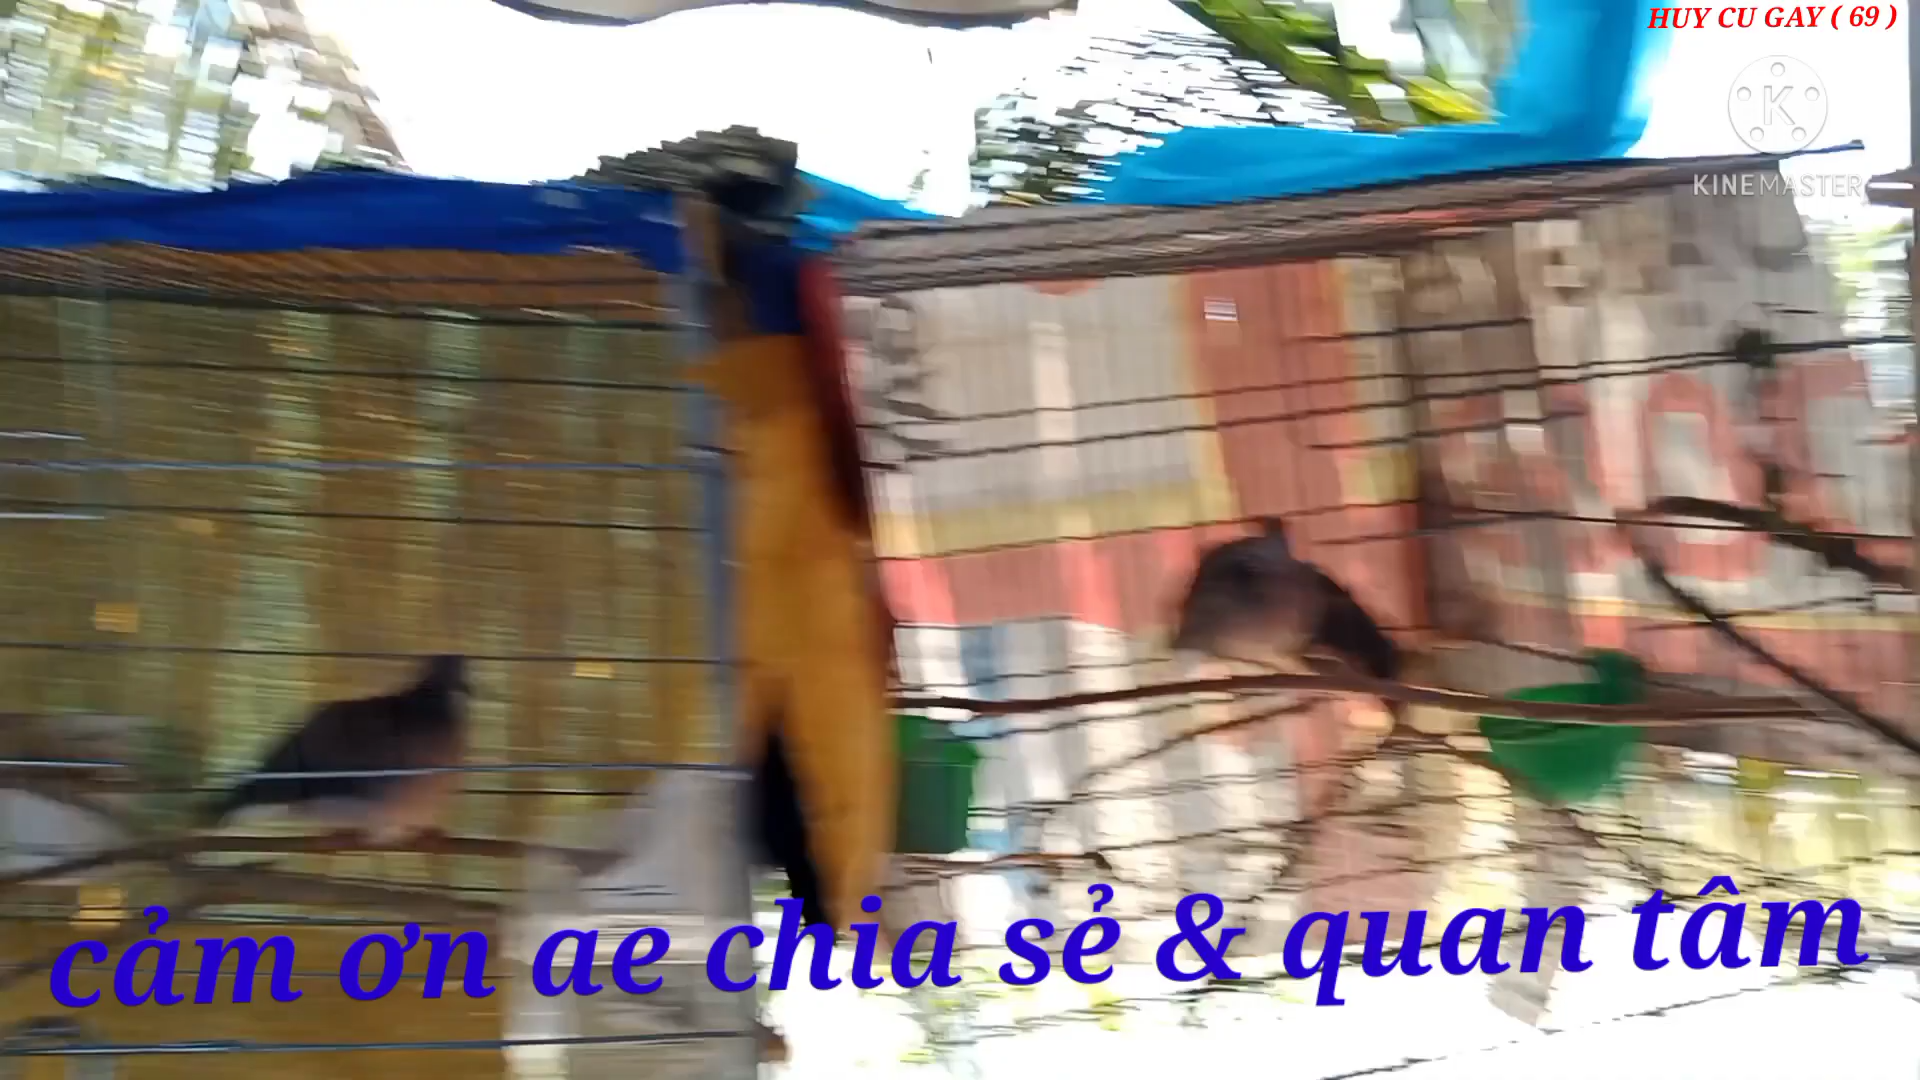 HUY CU GAY ( 69 )
K
KINEMASTER
cảm ơn ae chia sẻ & quan tâm